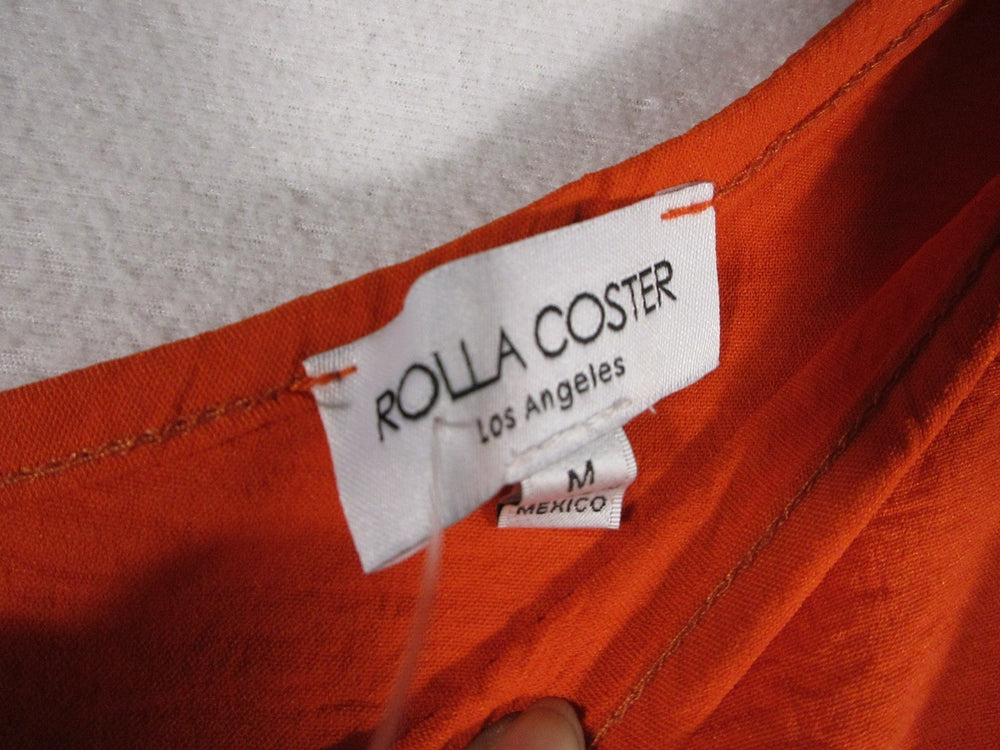 ROLLA COSTER
Los Angeles
M
MEXICO